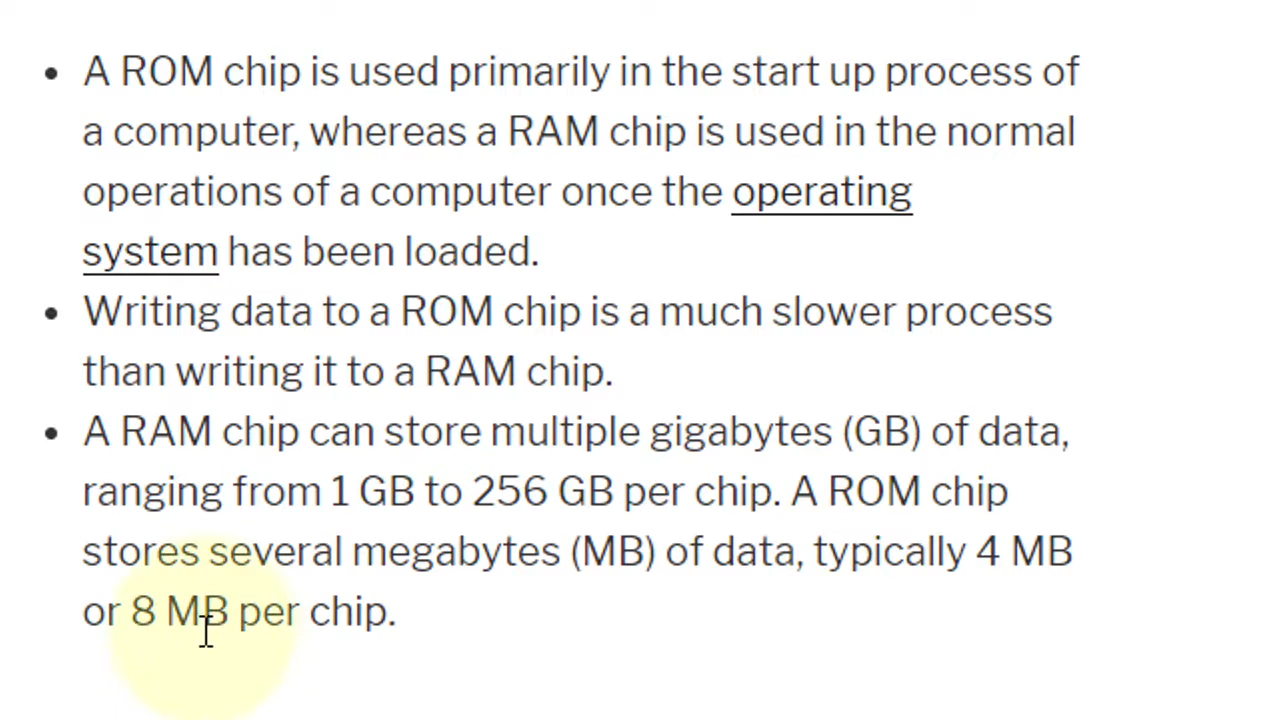 • A ROM chip is used primarily in the start up process of
a computer, whereas a RAM chip is used in the normal
operations of a computer once the operating
system has been loaded.
• Writing data to a ROM chip is a much slower process
than writing it to a RAM chip.
• A RAM chip can store multiple gigabytes (GB) of data,
ranging from 1 GB to 256 GB per chip. A ROM chip
stores several megabytes (MB) of data, typically 4 MB
or 8 MB per chip.